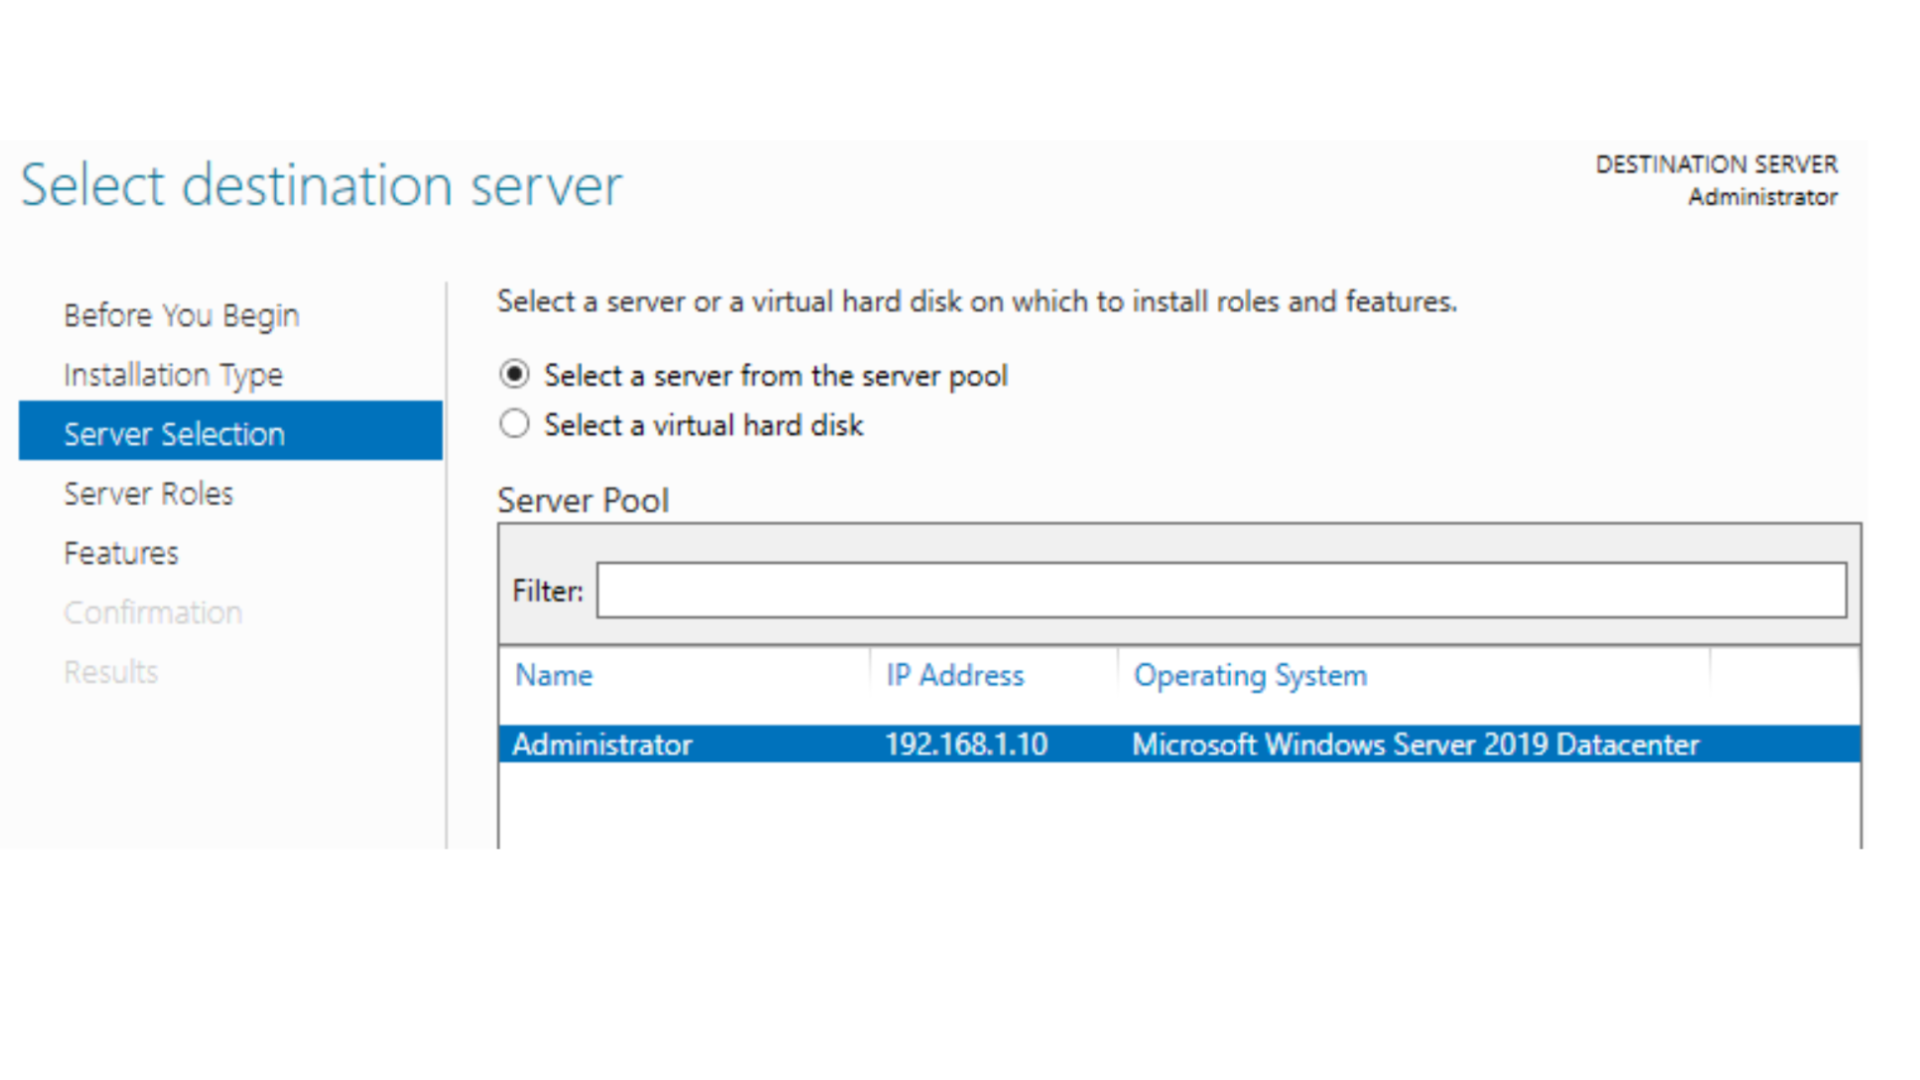 Select destination server
DESTINATION SERVER
Administrator
Before You Begin
Installation Type
Server Selection
Server Roles
Features
Confirmation
Results
Select a server or a virtual hard disk on which to install roles and features.
Select a server from the server pool
Select a virtual hard disk
Server Pool
Filter:
Name IP Address Operating System
Administrator 192.168.1.10 Microsoft Windows Server 2019 Datacenter